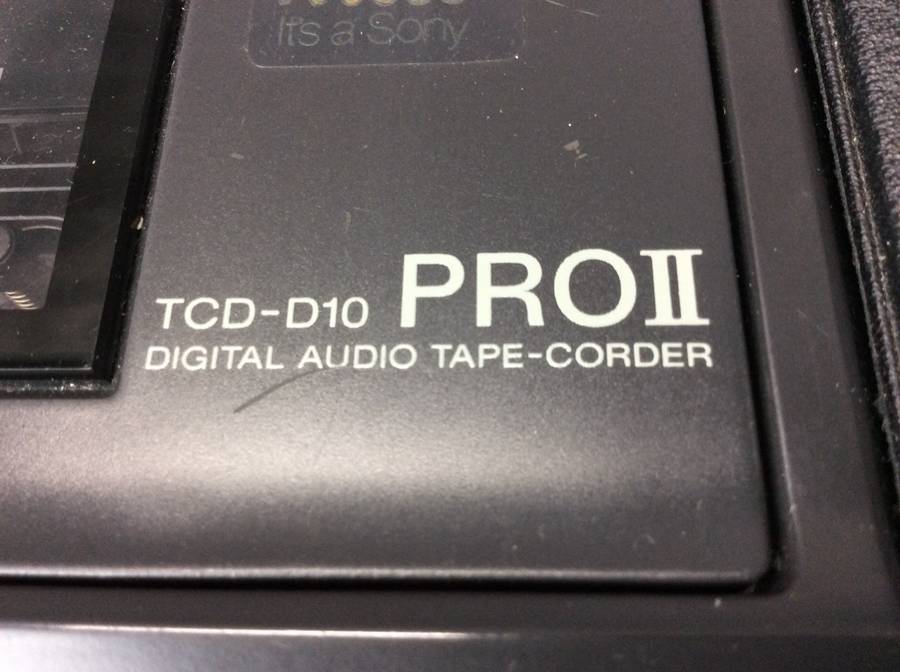 It's a Sony
TCD-D10 PROII
DIGITAL AUDIO TAPE-CORDER